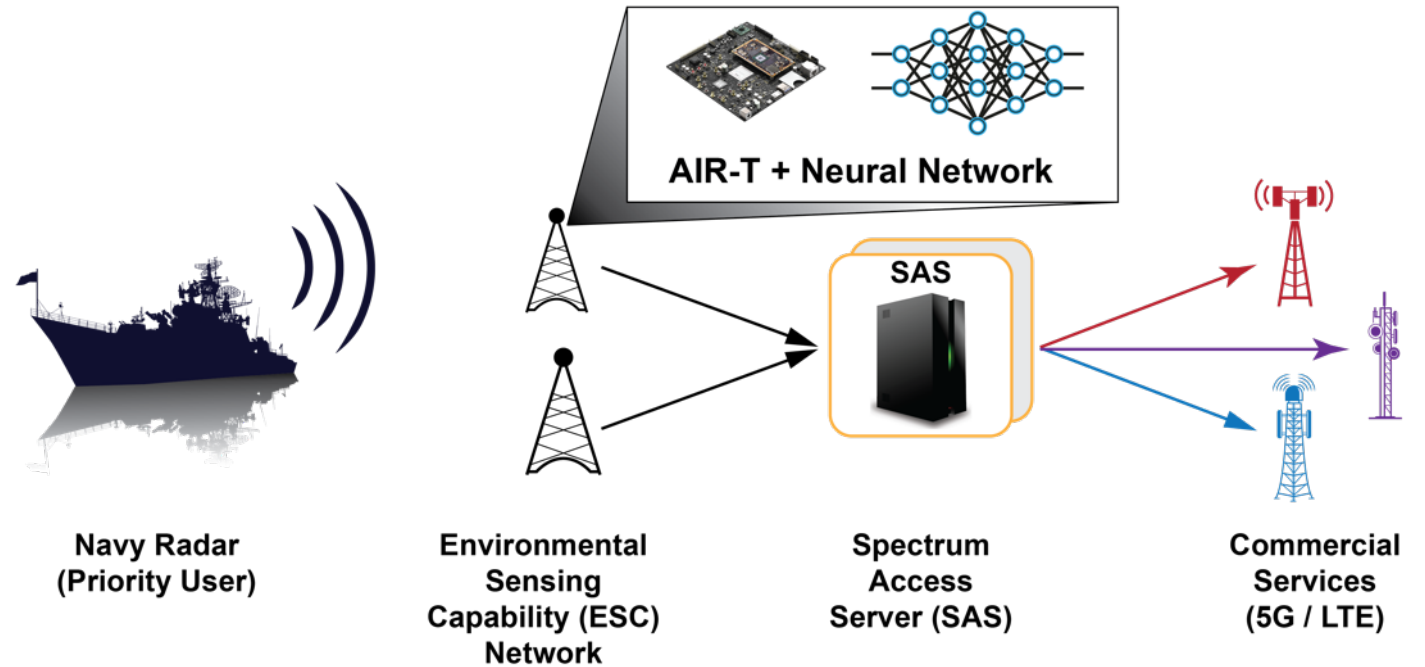 AIR-T + Neural Network
SAS
Navy Radar
(Priority User)
Environmental
Sensing
Capability (ESC)
Network
Spectrum
Access
Server (SAS)
Commercial
Services
(5G / LTE)